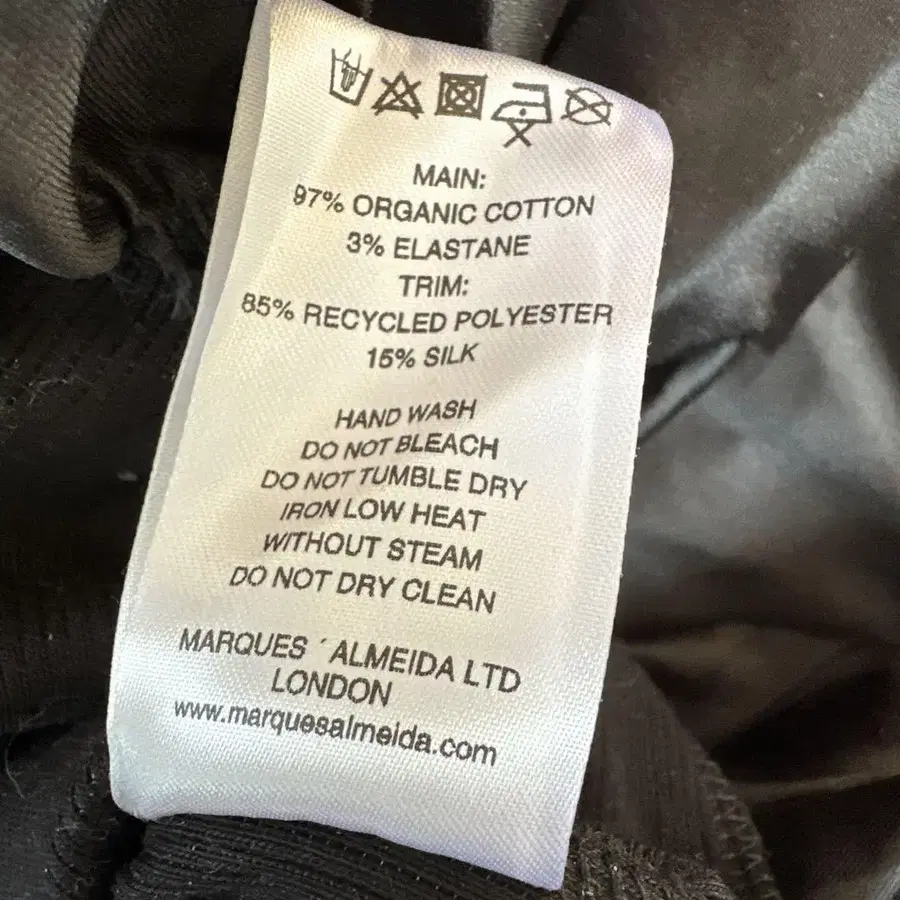 MAIN:
97% ORGANIC COTTON
3% ELASTANE
TRIM:
85% RECYCLED POLYESTER
15% SILK
HAND WASH
DO NOT BLEACH
DO NOT TUMBLE DRY
IRON LOW HEAT
WITHOUT STEAM
DO NOT DRY CLEAN
MARQUES ´ALMEIDA LTD
LONDON
www.marquesalmeida.com